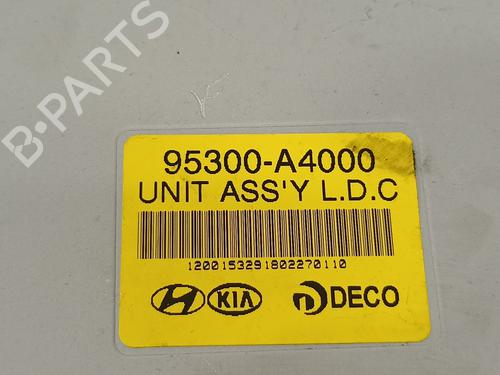 B-PARTS
95300-A4000
UNIT ASS'Y L.D.C
1200153291802270110
KIA
DECO